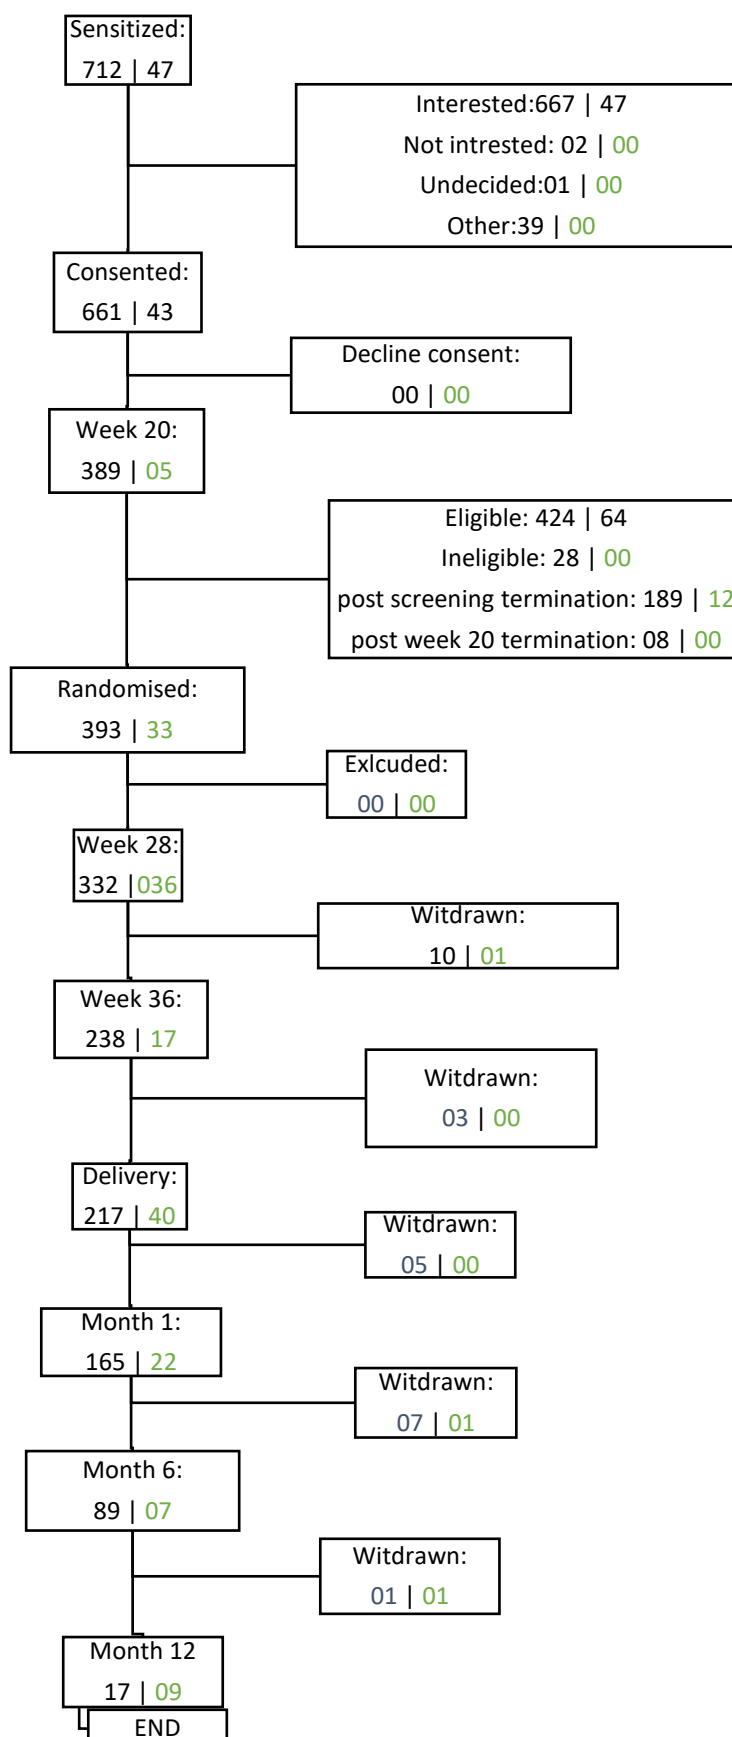 Sensitized:
712 | 47
Interested:667 | 47
Not intrested: 02 | 00
Undecided:01 | 00
Other:39 | 00
Consented:
661 | 43
Decline consent:
00 | 00
Week 20:
389 | 05
Eligible: 424 | 64
Ineligible: 28 | 00
post screening termination: 189 | 12
post week 20 termination: 08 | 00
Randomised:
393 | 33
Exlcuded:
00 | 00
Week 28:
332 |036
Witdrawn:
10 | 01
Week 36:
238 | 17
Witdrawn:
03 | 00
Delivery:
217 | 40
Witdrawn:
05 | 00
Month 1:
165 | 22
Witdrawn:
07 | 01
Month 6:
89 | 07
Witdrawn:
01 | 01
Month 12
17 | 09
END